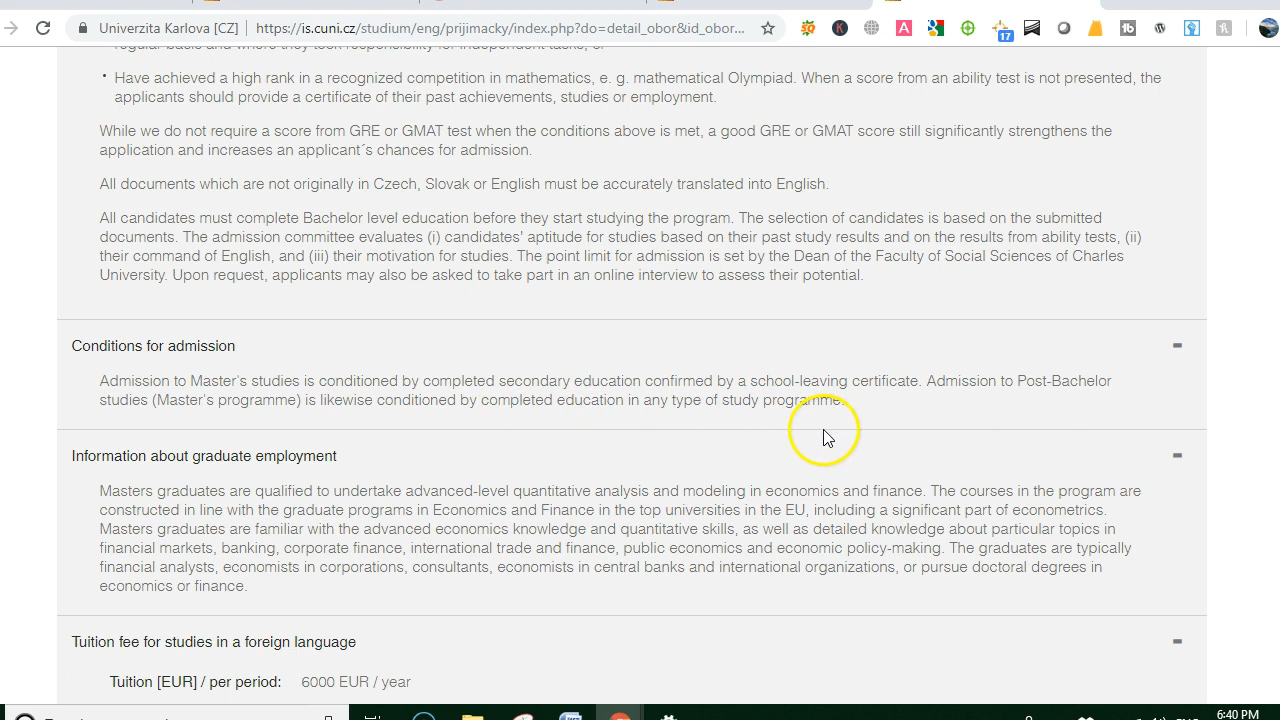 Univerzita Karlova [CZ]
https://is.cuni.cz/studium/eng/prijimacky/index.php?do=detail_obor&id_obor...
17
• Have achieved a high rank in a recognized competition in mathematics, e. g. mathematical Olympiad. When a score from an ability test is not presented, the
applicants should provide a certificate of their past achievements, studies or employment.
While we do not require a score from GRE or GMAT test when the conditions above is met, a good GRE or GMAT score still significantly strengthens the
application and increases an applicant´s chances for admission.
All documents which are not originally in Czech, Slovak or English must be accurately translated into English.
All candidates must complete Bachelor level education before they start studying the program. The selection of candidates is based on the submitted
documents. The admission committee evaluates (i) candidates' aptitude for studies based on their past study results and on the results from ability tests, (ii)
their command of English, and (iii) their motivation for studies. The point limit for admission is set by the Dean of the Faculty of Social Sciences of Charles
University. Upon request, applicants may also be asked to take part in an online interview to assess their potential.
Conditions for admission
Admission to Master's studies is conditioned by completed secondary education confirmed by a school-leaving certificate. Admission to Post-Bachelor
studies (Master's programme) is likewise conditioned by completed education in any type of study programme.
Information about graduate employment
Masters graduates are qualified to undertake advanced-level quantitative analysis and modeling in economics and finance. The courses in the program are
constructed in line with the graduate programs in Economics and Finance in the top universities in the EU, including a significant part of econometrics.
Masters graduates are familiar with the advanced economics knowledge and quantitative skills, as well as detailed knowledge about particular topics in
financial markets, banking, corporate finance, international trade and finance, public economics and economic policy-making. The graduates are typically
financial analysts, economists in corporations, consultants, economists in central banks and international organizations, or pursue doctoral degrees in
economics or finance.
Tuition fee for studies in a foreign language
Tuition [EUR] / per period: 6000 EUR / year
6:40 PM